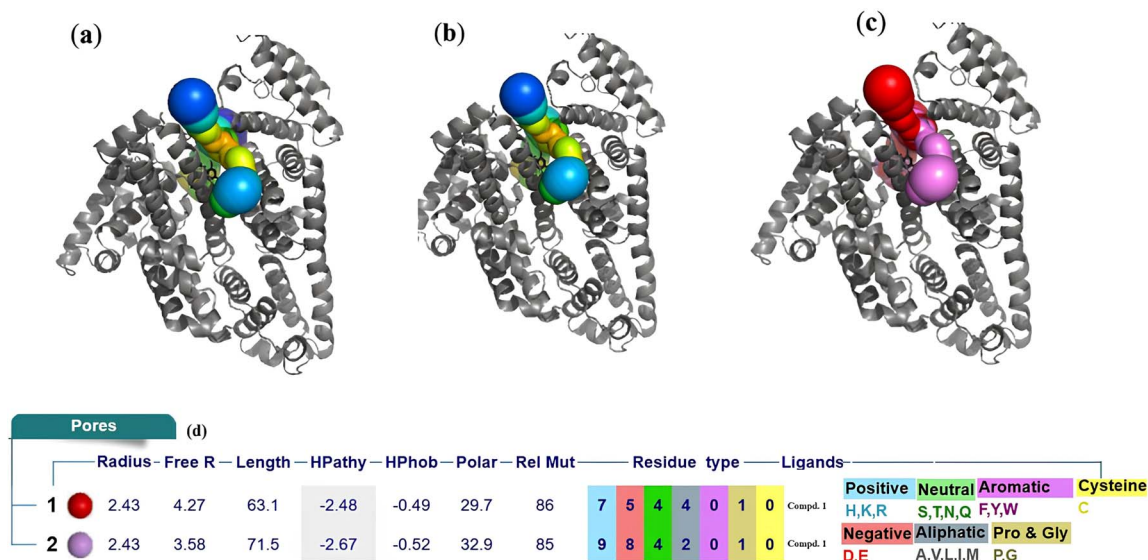 (a)
(b)
(c)
Pores
(d)
Radius Free R Length HPathy HPhob Polar Rel Mut Residue type Ligands
1 2.43 4.27 63.1 -2.48 -0.49 29.7 86 7 5 4 4 0 1 0 Compd. 1
2 2.43 3.58 71.5 -2.67 -0.52 32.9 85 9 8 4 2 0 1 0 Compd. 1
Positive Neutral Aromatic Cysteine
H,K,R S,T,N,Q F,Y,W C
Negative Aliphatic Pro & Gly
D,E A,V,L,I,M P,G